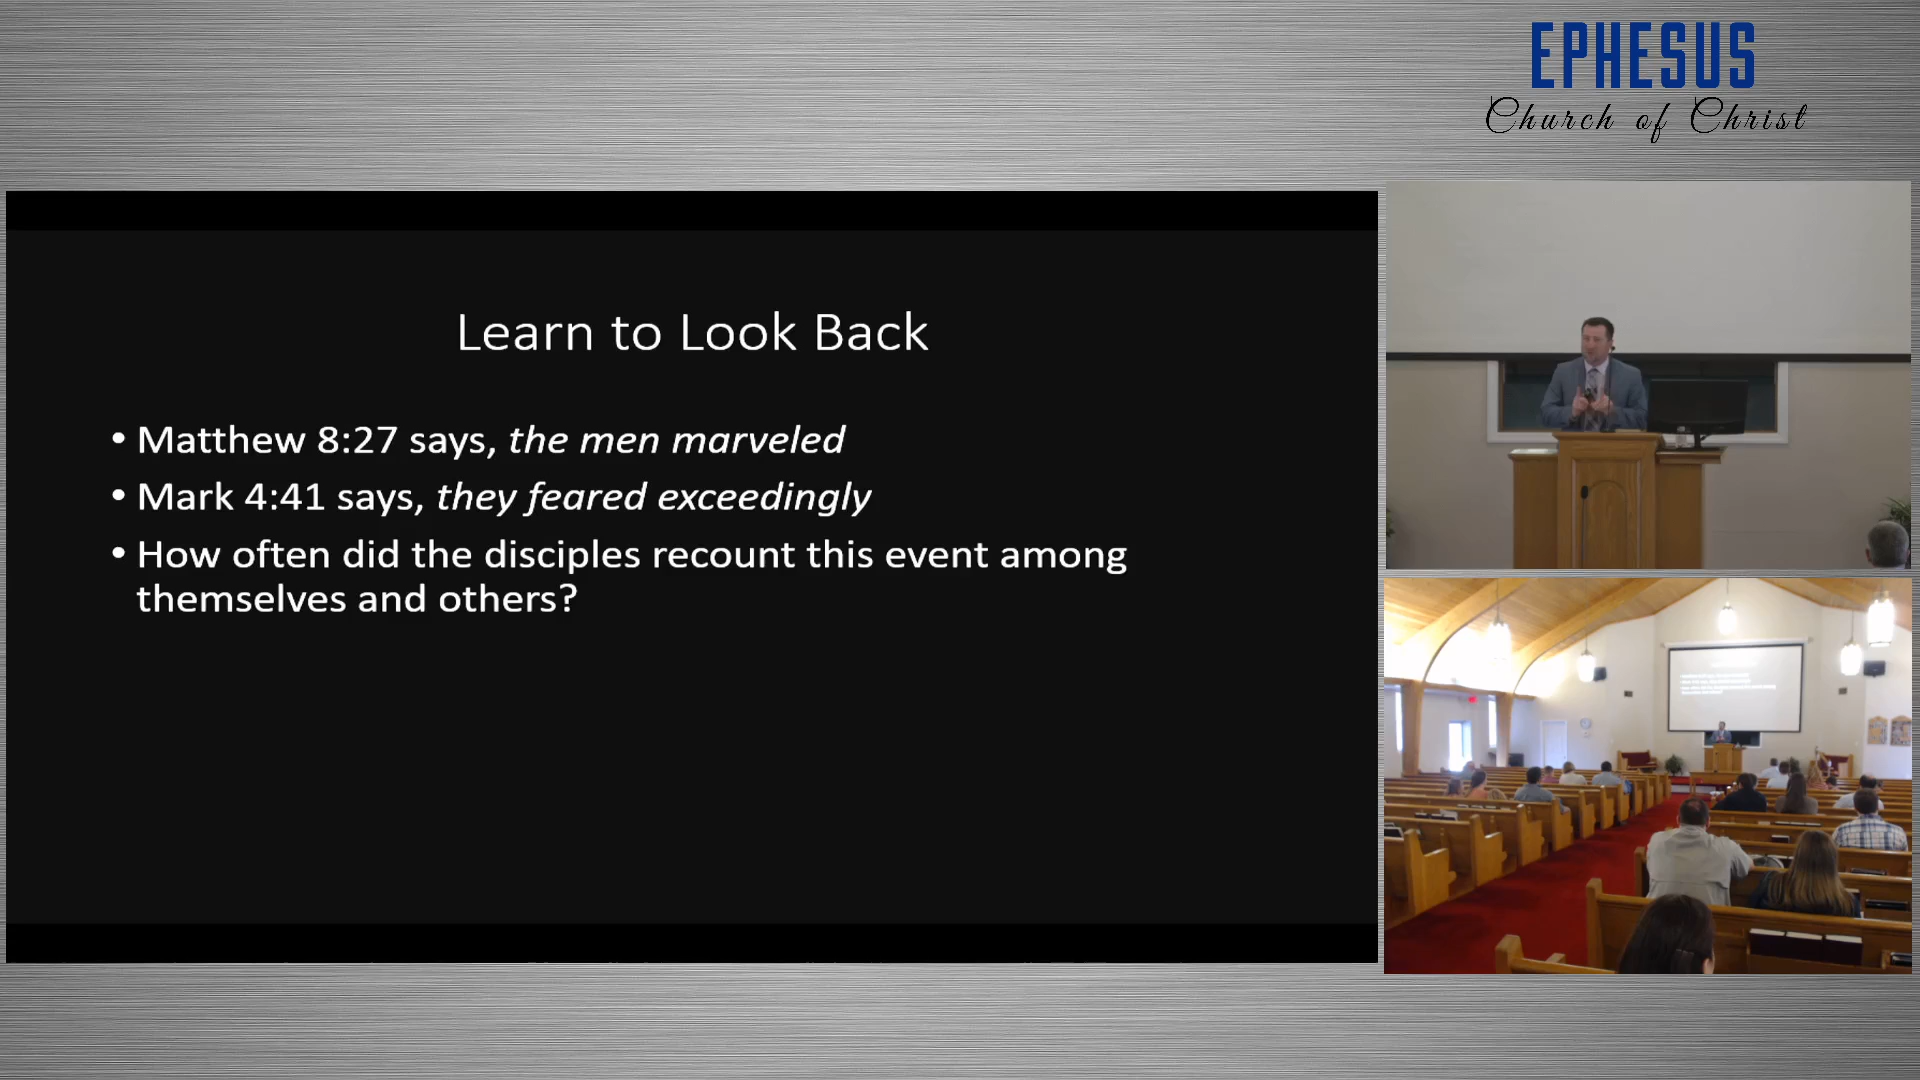 EPHESUS
Church of Christ
Learn to Look Back
• Matthew 8:27 says, the men marveled
• Mark 4:41 says, they feared exceedingly
• How often did the disciples recount this event among
themselves and others?